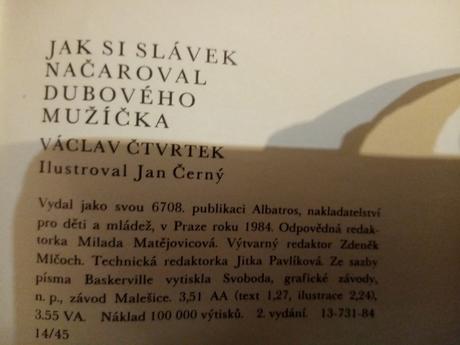 JAK SI SLÁVEK
NAČAROVAL
DUBOVÉHO
MUŽÍČKA
VÁCLAV ČTVRTEK
Ilustroval Jan Černý
Vydal jako svou 6708. publikaci Albatros, nakladatelství
pro děti a mládež, v Praze roku 1984. Odpovědná redak-
torka Milada Matějovicová. Výtvarný redaktor Zdeněk
Mlčoch. Technická redaktorka Jitka Pavlíková. Ze sazby
písma Baskerville vytiskla Svoboda, grafické závody,
n. p., závod Malešice. 3,51 AA (text 1,27, ilustrace 2,24),
3.55 VA. Náklad 100 000 výtisků. 2. vydání. 13-731-84
14/45